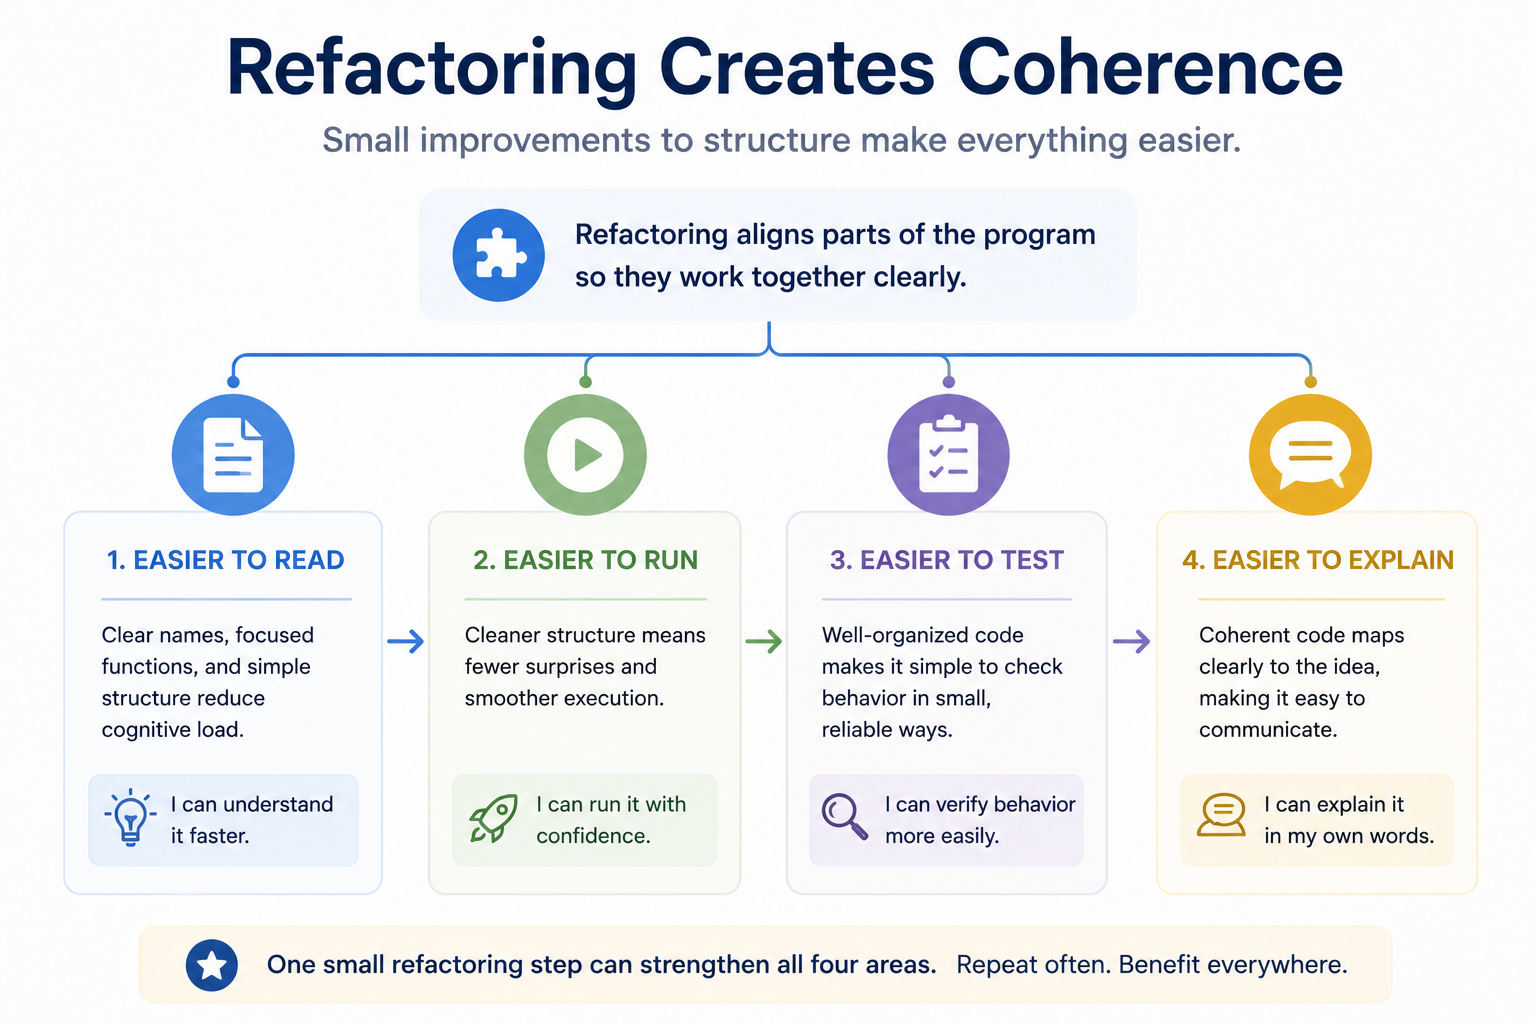 Refactoring Creates Coherence
Small improvements to structure make everything easier.
Refactoring aligns parts of the program
so they work together clearly.
1. EASIER TO READ
Clear names, focused
functions, and simple
structure reduce
cognitive load.
I can understand
it faster.
2. EASIER TO RUN
Cleaner structure means
fewer surprises and
smoother execution.
I can run it with
confidence.
3. EASIER TO TEST
Well-organized code
makes it simple to check
behavior in small,
reliable ways.
I can verify behavior
more easily.
4. EASIER TO EXPLAIN
Coherent code maps
clearly to the idea,
making it easy to
communicate.
I can explain it
in my own words.
One small refactoring step can strengthen all four areas. Repeat often. Benefit everywhere.